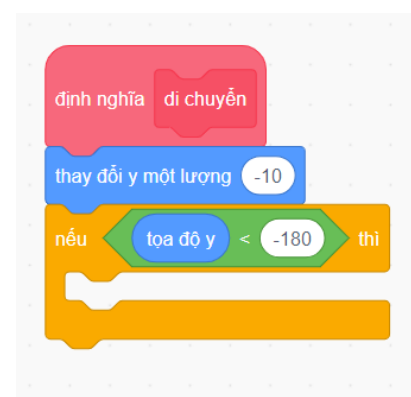 định nghĩa di chuyển
thay đổi y một lượng -10
nếu tọa độ y < -180 thì